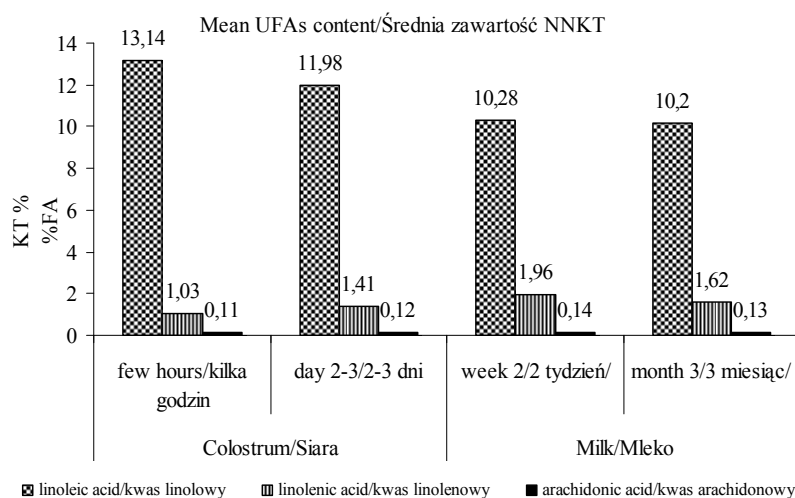 Mean UFAs content/Średnia zawartość NNKT
14
12
10
8
6
4
2
0
KT %
%FA
13,14
1,03
0,11
11,98
1,41
0,12
10,28
1,96
0,14
10,2
1,62
0,13
few hours/kilka
godzin
day 2-3/2-3 dni
week 2/2 tydzień/
month 3/3 miesiąc/
Colostrum/Siara
Milk/Mleko
linoleic acid/kwas linolowy
linolenic acid/kwas linolenowy
arachidonic acid/kwas arachidonowy